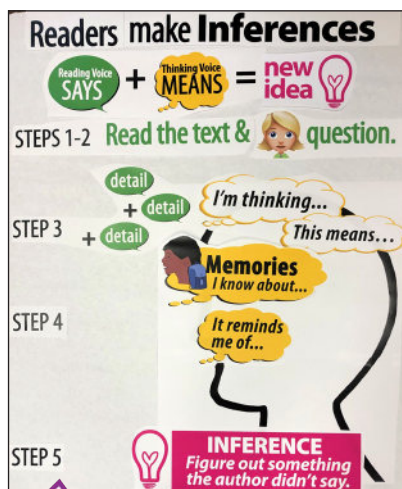 Readers make Inferences
Reading Voice SAYS + Thinking Voice MEANS = new idea
STEPS 1-2 Read the text & question.
detail
+ detail
I'm thinking...
STEP 3
+ detail
This means...
Memories
I know about...
STEP 4
It reminds
me of...
STEP 5
INFERENCE
Figure out something
the author didn't say.